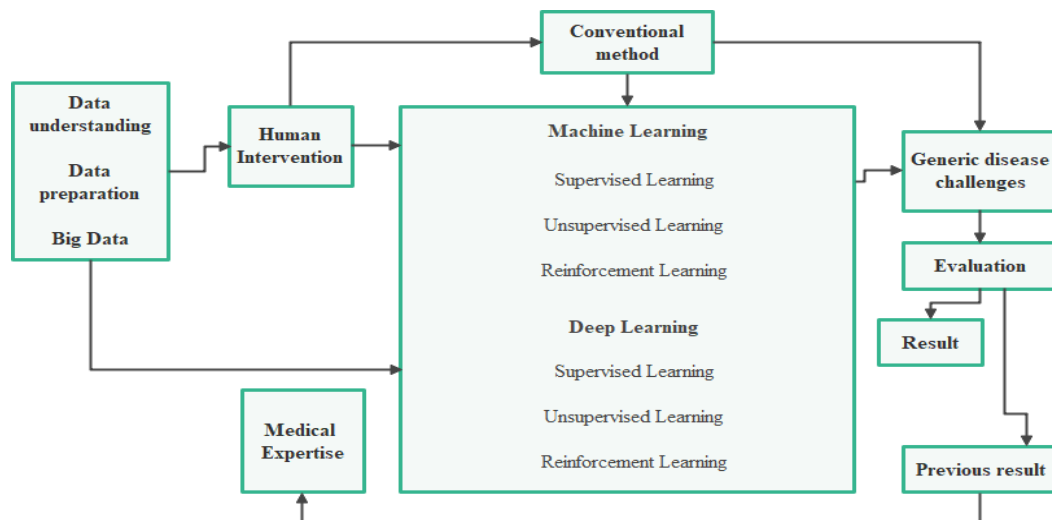 Conventional
method
Data
understanding
Data
preparation
Big Data
Human
Intervention
Machine Learning
Supervised Learning
Unsupervised Learning
Reinforcement Learning
Deep Learning
Supervised Learning
Unsupervised Learning
Reinforcement Learning
Generic disease
challenges
Evaluation
Result
Medical
Expertise
Previous result